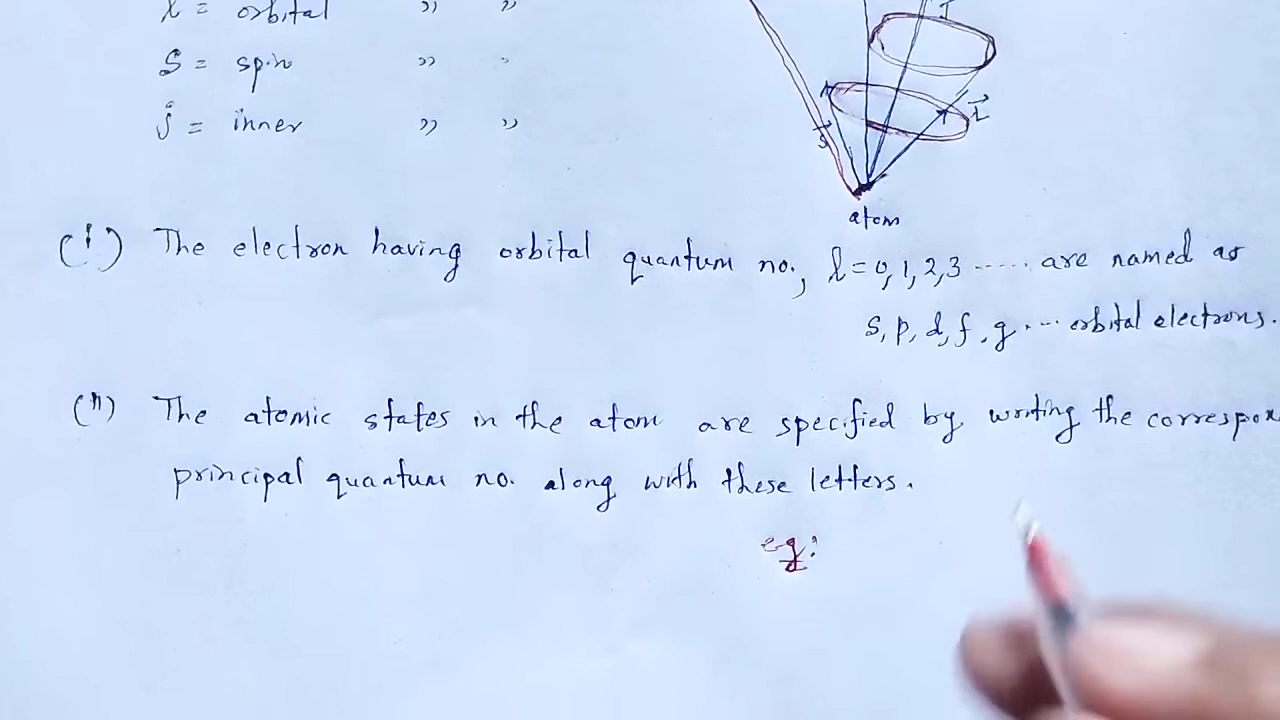 l = orbital ,, ,,
S = spin ,, ,,
j = inner ,, ,,
J
L
S
atom
(i) The electron having orbital quantum no., l=0,1,2,3 ...... are named as
s, p, d, f, g .... orbital electrons.
(ii) The atomic states in the atom are specified by writing the correspon
principal quantum no. along with these letters.
eg: